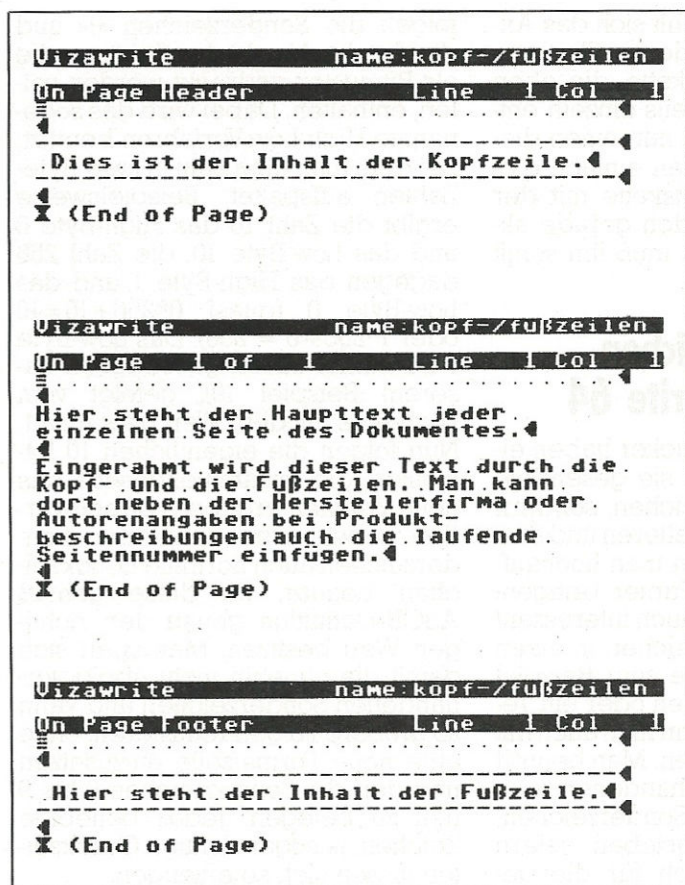 Vizawrite name:kopf-/fußzeilen
On Page Header Line 1 Col 1
.Dies.ist.der.Inhalt.der.Kopfzeile.
X (End of Page)
Vizawrite name:kopf-/fußzeilen
On Page 1 of 1 Line 1 Col 1
Hier.steht.der.Haupttext.jeder.
einzelnen.Seite.des.Dokumentes.
Eingerahmt.wird.dieser.Text.durch.die.
Kopf-.und.die.Fußzeilen..Man.kann.
dort.neben.der.Herstellerfirma.oder.
Autorenangaben.bei.Produkt-
beschreibungen.auch.die.laufende.
Seitennummer.einfügen.
X (End of Page)
Vizawrite name:kopf-/fußzeilen
On Page Footer Line 1 Col 1
.Hier.steht.der.Inhalt.der.Fußzeile.
X (End of Page)